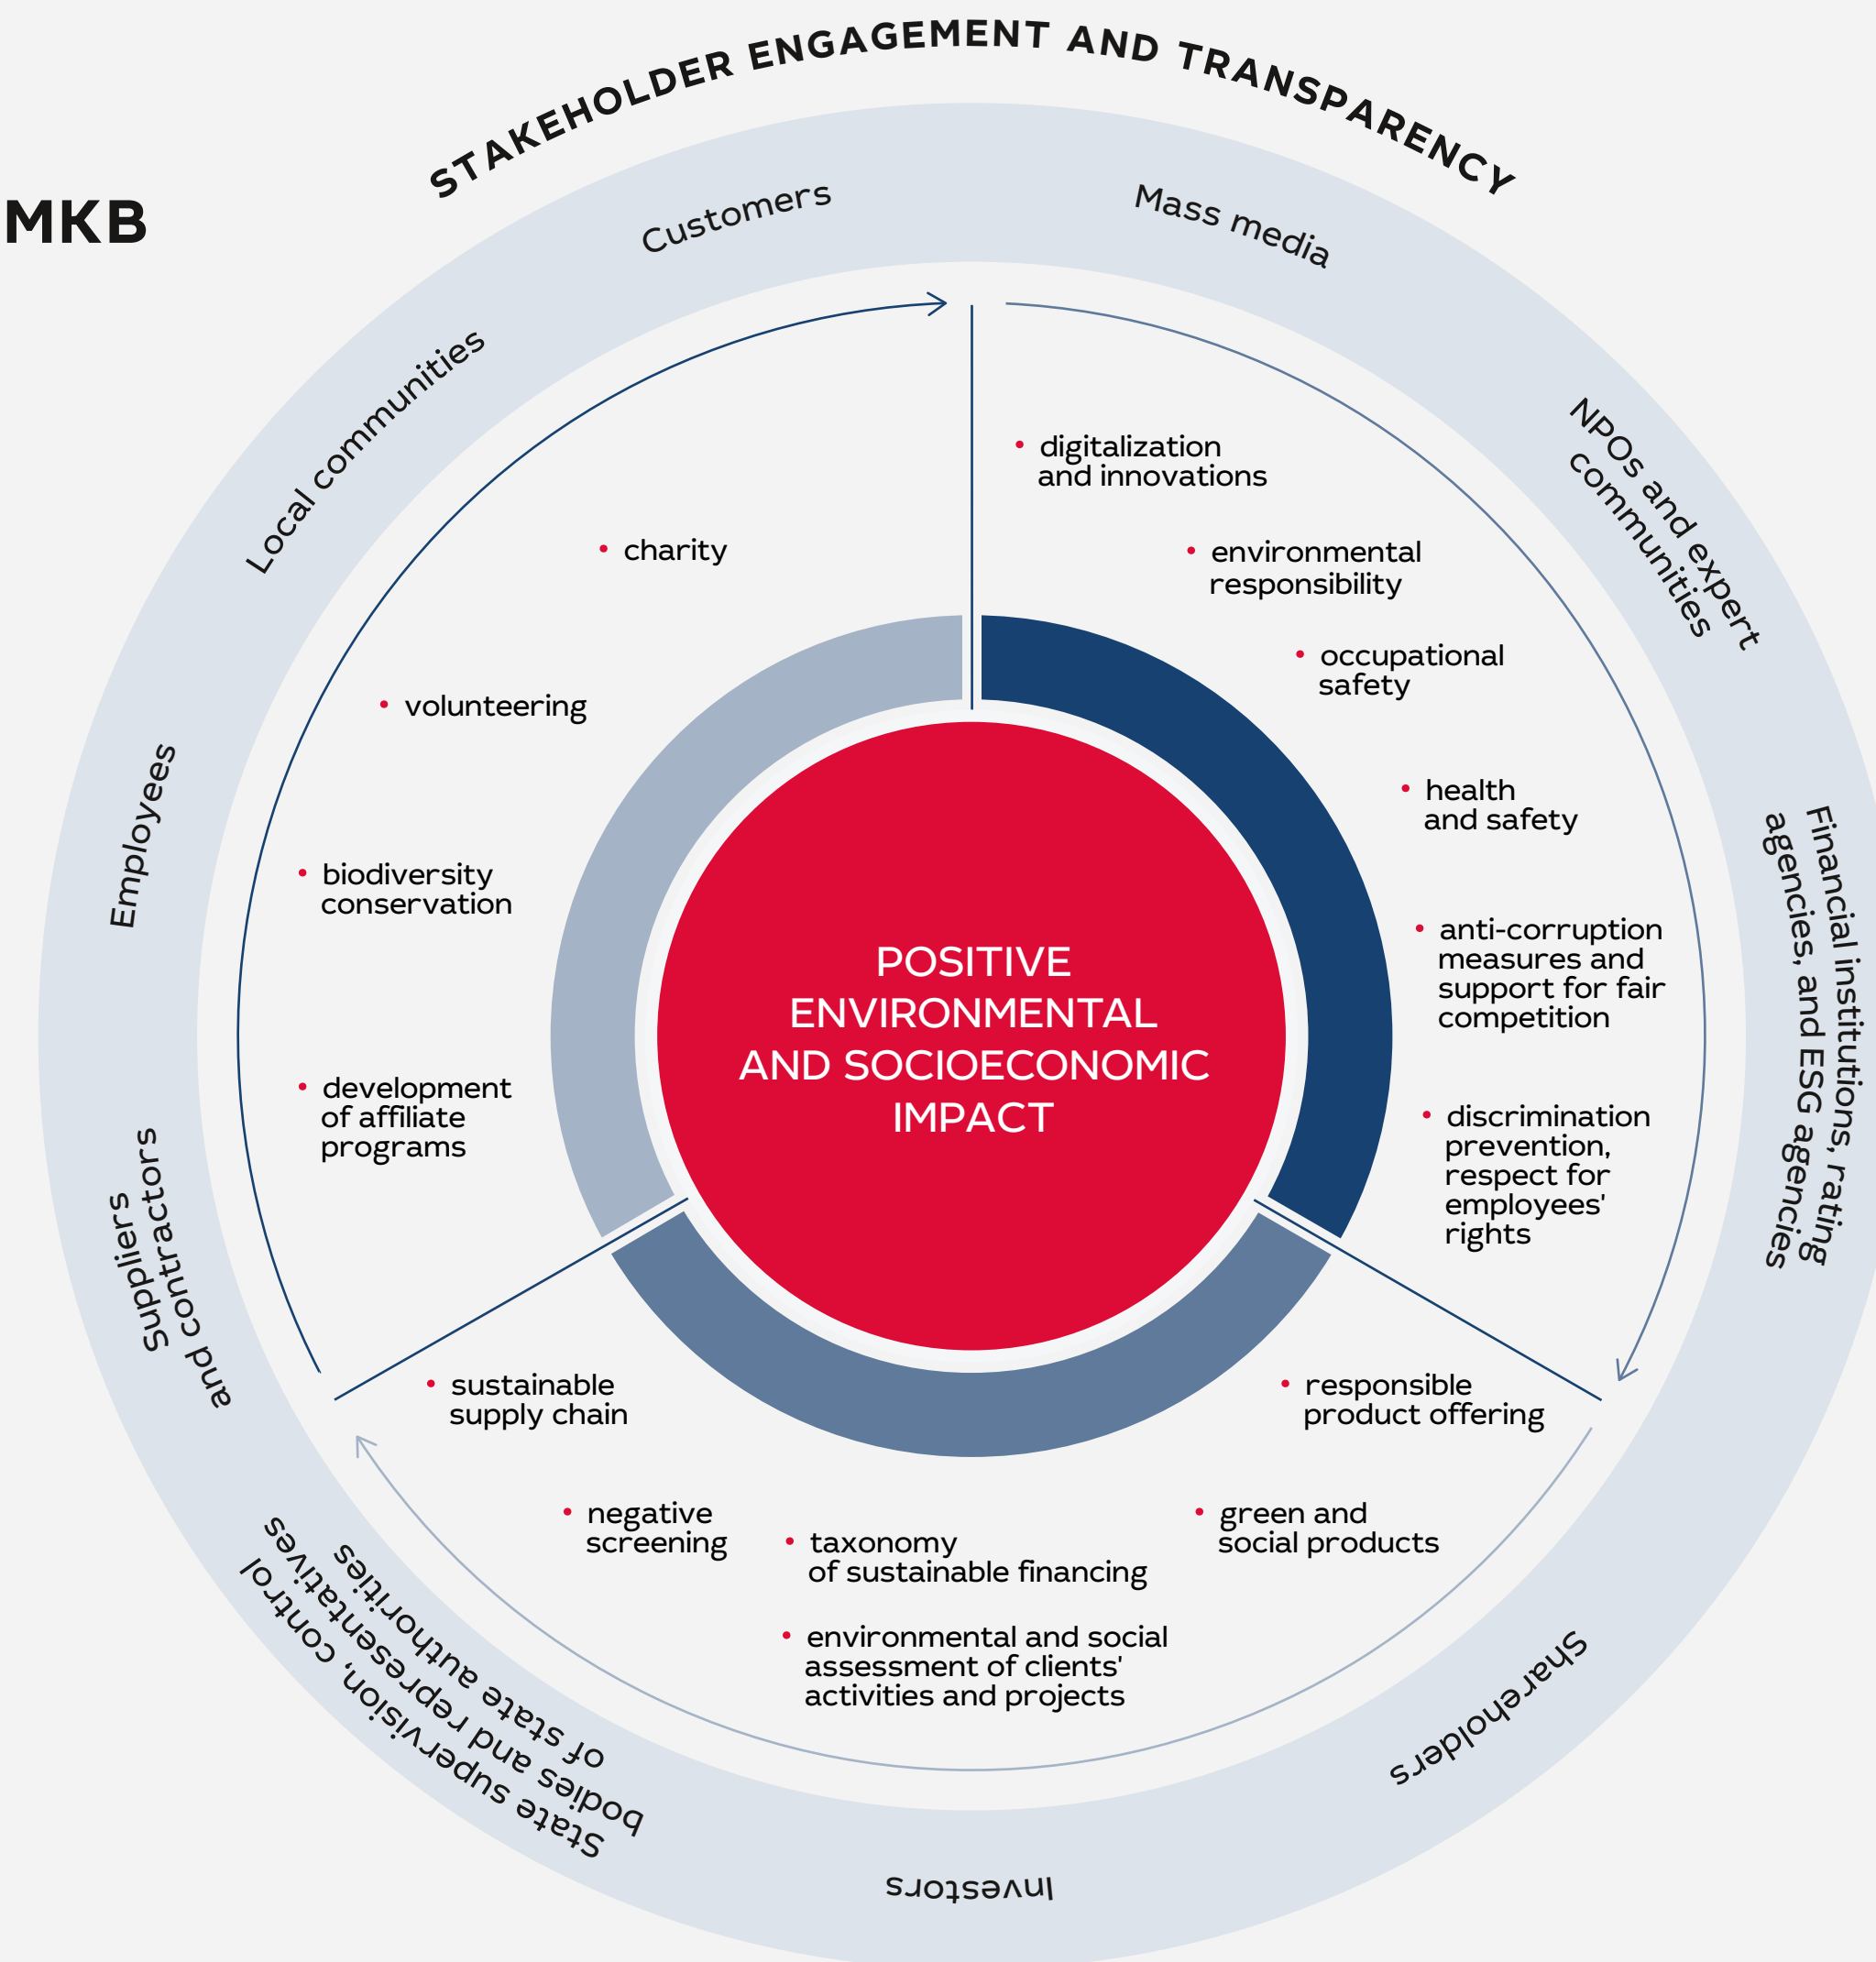 STAKEHOLDER ENGAGEMENT AND TRANSPARENCY
MKB
Customers
Mass media
NPOs and expert
communities
Financial institutions, rating
agencies, and ESG agencies
Shareholders
Investors
State supervision, control
bodies and representatives
of state authorities
Suppliers
and contractors
Employees
Local communities
• digitalization
and innovations
• environmental
responsibility
• occupational
safety
• health
and safety
• anti-corruption
measures and
support for fair
competition
• discrimination
prevention,
respect for
employees'
rights
• responsible
product offering
• green and
social products
• taxonomy
of sustainable financing
• environmental and social
assessment of clients'
activities and projects
• negative
screening
• sustainable
supply chain
• development
of affiliate
programs
• biodiversity
conservation
• volunteering
• charity
POSITIVE
ENVIRONMENTAL
AND SOCIOECONOMIC
IMPACT